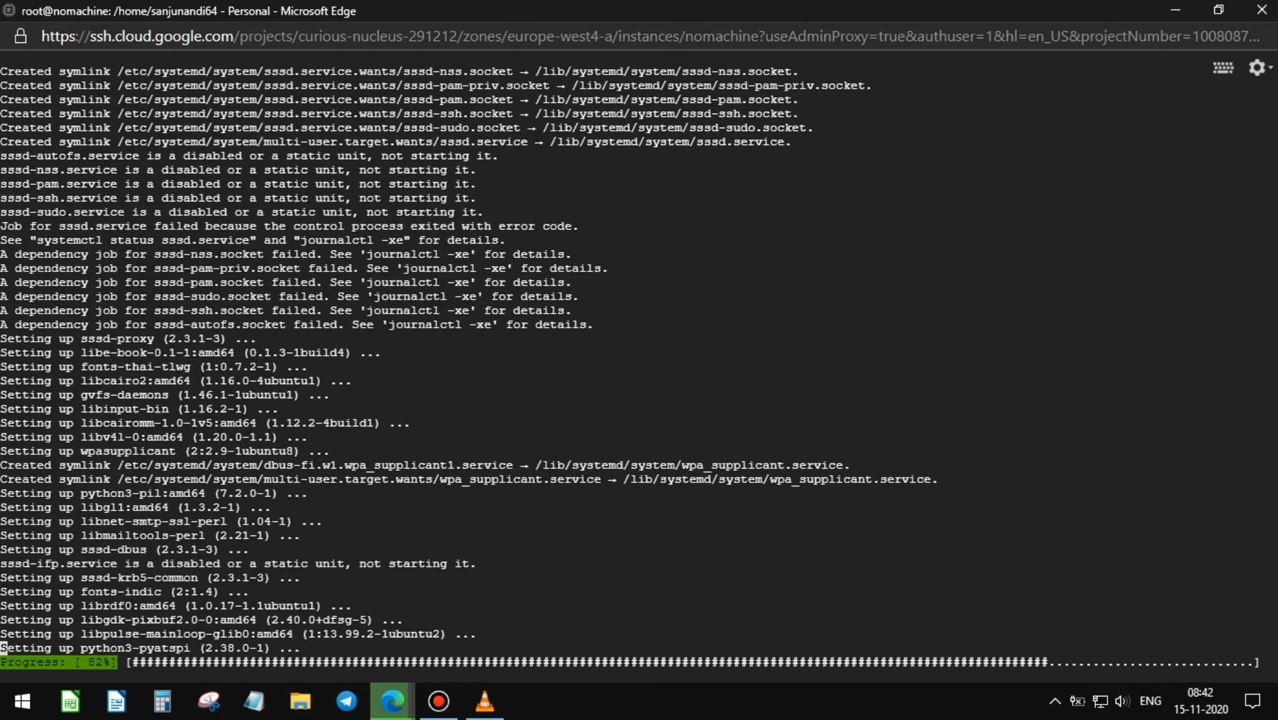 root@nomachine: /home/sanjunandi64 - Personal - Microsoft Edge
https://ssh.cloud.google.com/projects/curious-nucleus-291212/zones/europe-west4-a/instances/nomachine?useAdminProxy=true&authuser=1&hl=en_US&projectNumber=1008087...
Created symlink /etc/systemd/system/sssd.service.wants/sssd-nss.socket → /lib/systemd/system/sssd-nss.socket.
Created symlink /etc/systemd/system/sssd.service.wants/sssd-pam-priv.socket → /lib/systemd/system/sssd-pam-priv.socket.
Created symlink /etc/systemd/system/sssd.service.wants/sssd-pam.socket → /lib/systemd/system/sssd-pam.socket.
Created symlink /etc/systemd/system/sssd.service.wants/sssd-ssh.socket → /lib/systemd/system/sssd-ssh.socket.
Created symlink /etc/systemd/system/sssd.service.wants/sssd-sudo.socket → /lib/systemd/system/sssd-sudo.socket.
Created symlink /etc/systemd/system/multi-user.target.wants/sssd.service → /lib/systemd/system/sssd.service.
sssd-autofs.service is a disabled or a static unit, not starting it.
sssd-nss.service is a disabled or a static unit, not starting it.
sssd-pam.service is a disabled or a static unit, not starting it.
sssd-ssh.service is a disabled or a static unit, not starting it.
sssd-sudo.service is a disabled or a static unit, not starting it.
Job for sssd.service failed because the control process exited with error code.
See "systemctl status sssd.service" and "journalctl -xe" for details.
A dependency job for sssd-nss.socket failed. See 'journalctl -xe' for details.
A dependency job for sssd-pam-priv.socket failed. See 'journalctl -xe' for details.
A dependency job for sssd-pam.socket failed. See 'journalctl -xe' for details.
A dependency job for sssd-sudo.socket failed. See 'journalctl -xe' for details.
A dependency job for sssd-ssh.socket failed. See 'journalctl -xe' for details.
A dependency job for sssd-autofs.socket failed. See 'journalctl -xe' for details.
Setting up sssd-proxy (2.3.1-3) ...
Setting up libe-book-0.1-1:amd64 (0.1.3-1build4) ...
Setting up fonts-thai-tlwg (1:0.7.2-1) ...
Setting up libcairo2:amd64 (1.16.0-4ubuntu1) ...
Setting up gvfs-daemons (1.46.1-1ubuntu1) ...
Setting up libinput-bin (1.16.2-1) ...
Setting up libcairomm-1.0-1v5:amd64 (1.12.2-4build1) ...
Setting up libv4l-0:amd64 (1.20.0-1.1) ...
Setting up wpasupplicant (2:2.9-1ubuntu8) ...
Created symlink /etc/systemd/system/dbus-fi.w1.wpa_supplicant1.service → /lib/systemd/system/wpa_supplicant.service.
Created symlink /etc/systemd/system/multi-user.target.wants/wpa_supplicant.service → /lib/systemd/system/wpa_supplicant.service.
Setting up python3-pil:amd64 (7.2.0-1) ...
Setting up libgl1:amd64 (1.3.2-1) ...
Setting up libnet-smtp-ssl-perl (1.04-1) ...
Setting up libmailtools-perl (2.21-1) ...
Setting up sssd-dbus (2.3.1-3) ...
sssd-ifp.service is a disabled or a static unit, not starting it.
Setting up sssd-krb5-common (2.3.1-3) ...
Setting up fonts-indic (2:1.4) ...
Setting up librdf0:amd64 (1.0.17-1.1ubuntu1) ...
Setting up libgdk-pixbuf2.0-0:amd64 (2.40.0+dfsg-5) ...
Setting up libpulse-mainloop-glib0:amd64 (1:13.99.2-1ubuntu2) ...
Setting up python3-pyatspi (2.38.0-1) ...
Progress: [ 82%]
ENG
08:42
15-11-2020